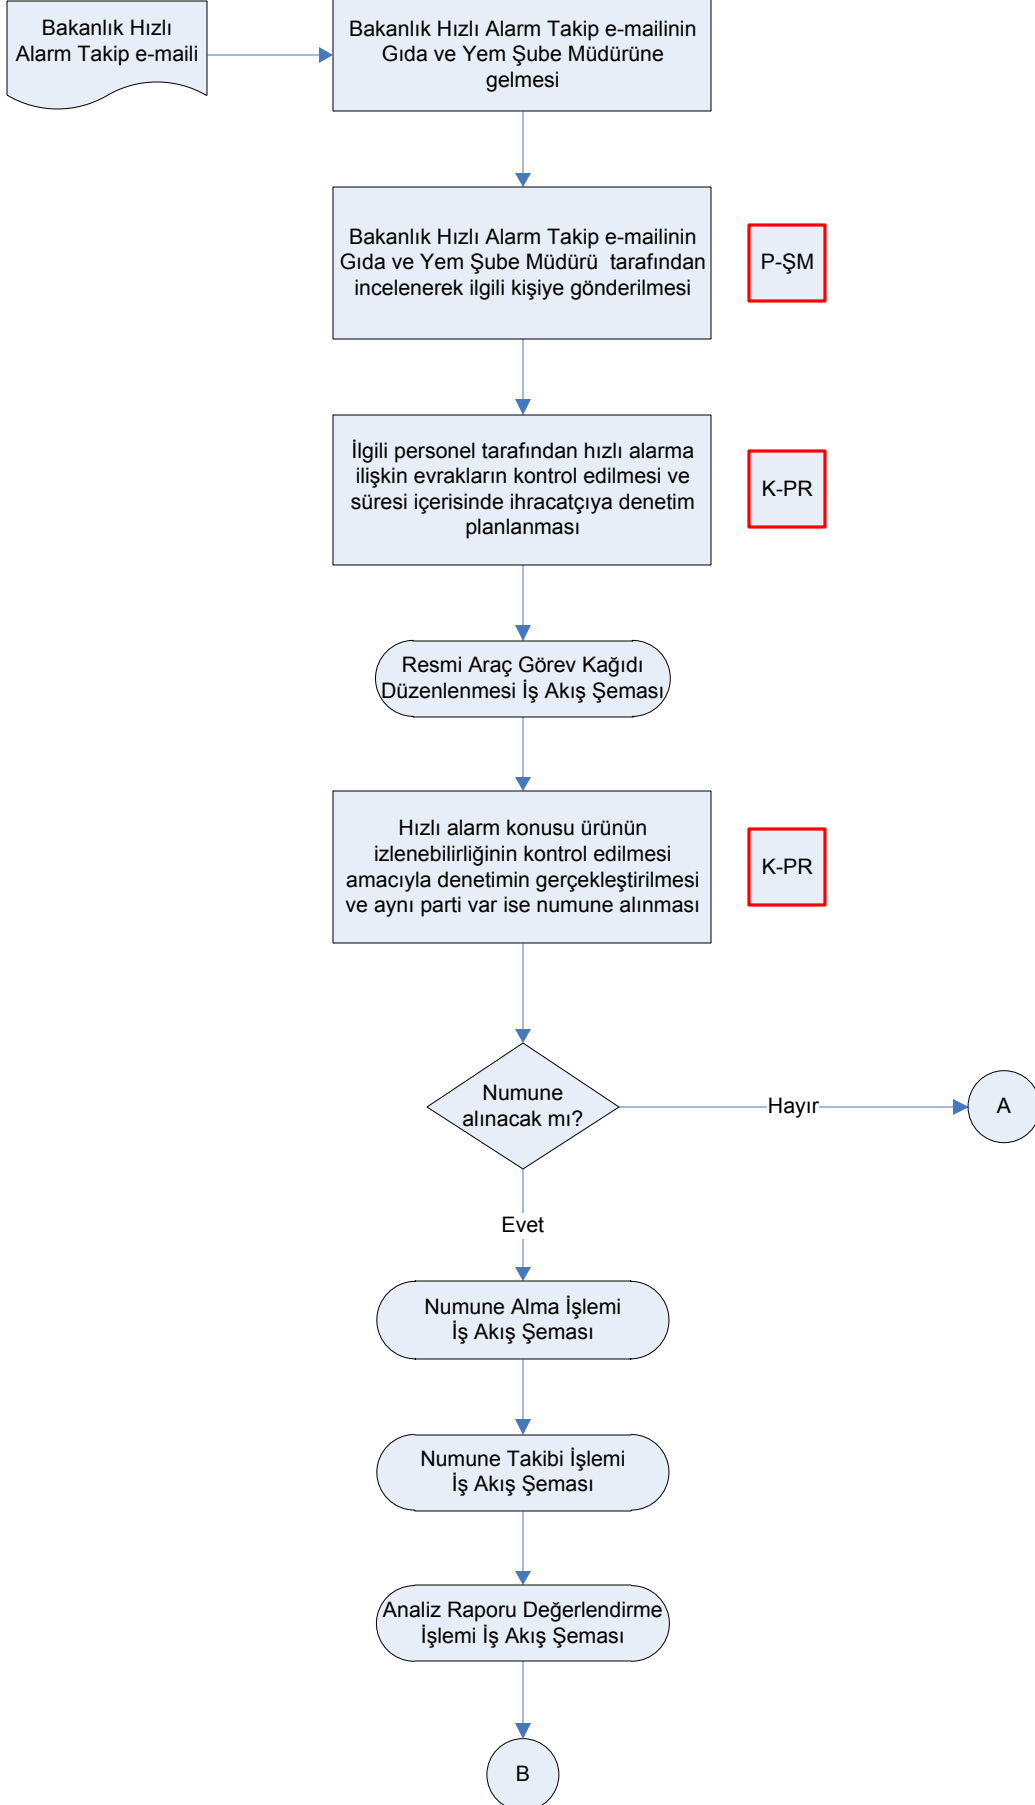 Bakanlık Hızlı
Alarm Takip e-maili
Bakanlık Hızlı Alarm Takip e-mailinin
Gıda ve Yem Şube Müdürüne
gelmesi
Bakanlık Hızlı Alarm Takip e-mailinin
Gıda ve Yem Şube Müdürü  tarafından
incelenerek ilgili kişiye gönderilmesi
P-ŞM
İlgili personel tarafından hızlı alarma
ilişkin evrakların kontrol edilmesi ve
süresi içerisinde ihracatçıya denetim
planlanması
K-PR
Resmi Araç Görev Kağıdı
Düzenlenmesi İş Akış Şeması
Hızlı alarm konusu ürünün
izlenebilirliğinin kontrol edilmesi
amacıyla denetimin gerçekleştirilmesi
ve aynı parti var ise numune alınması
K-PR
Numune
alınacak mı?
Hayır
A
Evet
Numune Alma İşlemi
İş Akış Şeması
Numune Takibi İşlemi
İş Akış Şeması
Analiz Raporu Değerlendirme
İşlemi İş Akış Şeması
B